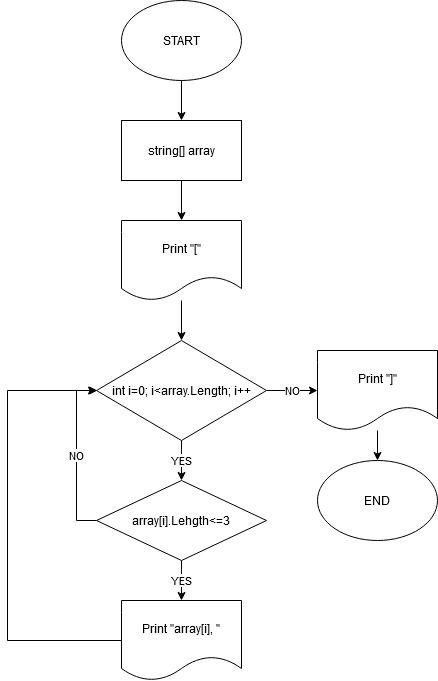 START
string[] array
Print "["
int i=0; i<array.Length; i++
NO
Print "]"
YES
NO
END
array[i].Lehgth<=3
YES
Print "array[i], "